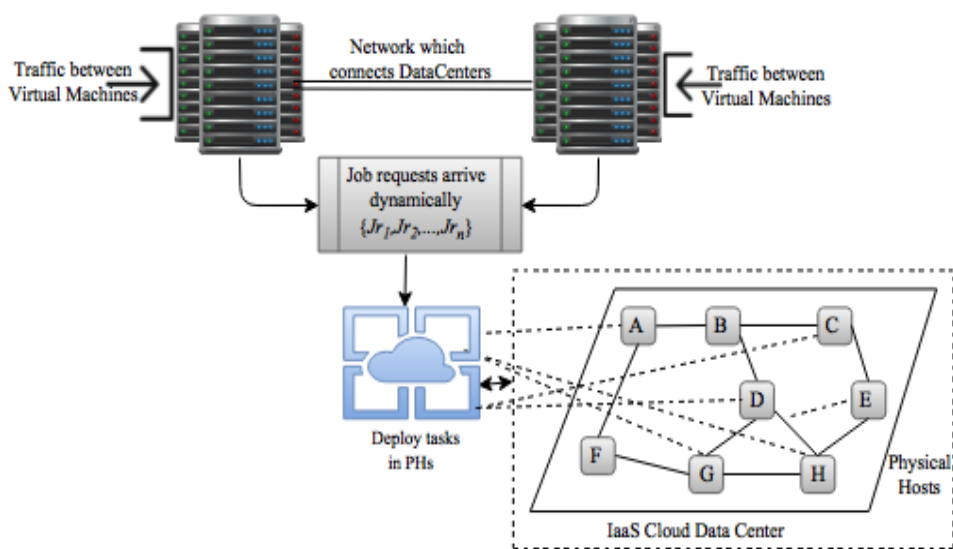 Network which
connects DataCenters
Traffic between
Virtual Machines
Traffic between
Virtual Machines
Job requests arrive
dynamically
{Jr1,Jr2,...,Jrn}
A
B
C
D
E
F
G
H
Deploy tasks
in PHs
Physical
Hosts
IaaS Cloud Data Center